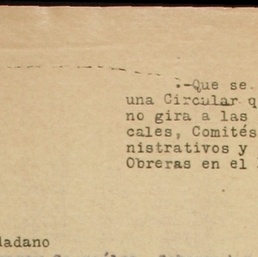 .-Que se
una Circular q
no gira a las
cales, Comités
nistrativos y
Obreras en el
dadano